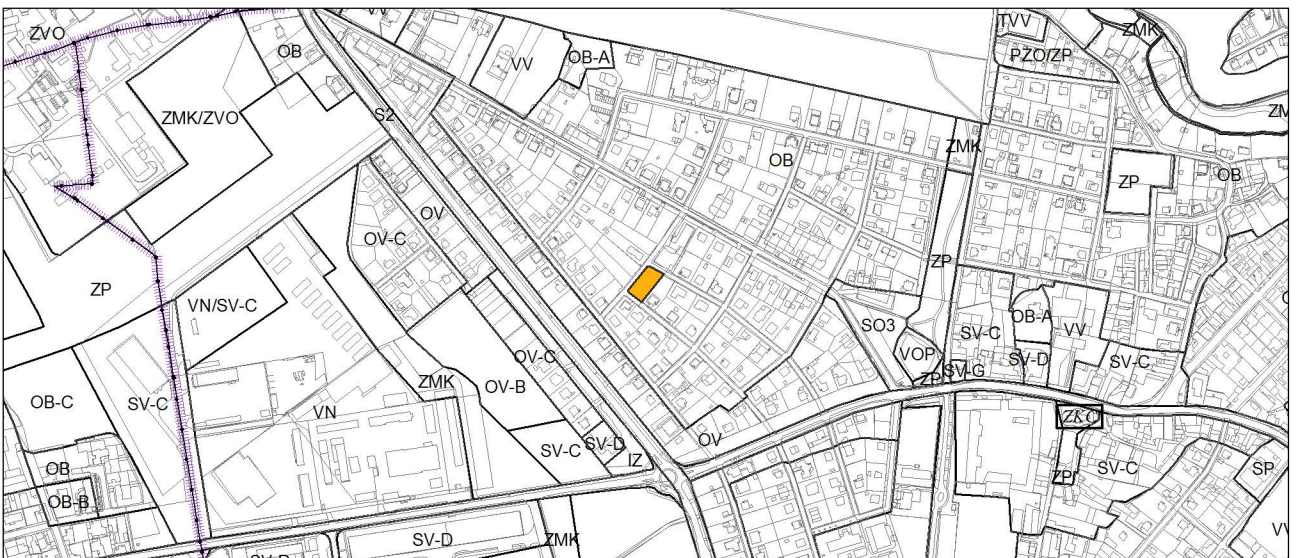 ZVO
OB
VV
VV
OB-A
TVV
ZMK
PZO/ZP
S2
ZMK/ZVO
ZMK
OB
ZP
OB
OV
OV-C
ZP
ZP
VN/SV-C
SO3
SV-C
OB-A
VV
VOP
SV-D
SV-C
ZP
SV-G
OV-C
ZMK
OV-B
OB-C
SV-C
VN
OV
ZKC
SV-C
SV-D
IZ
OB
SV-C
ZP
SP
OB-B
SV-D
ZMK